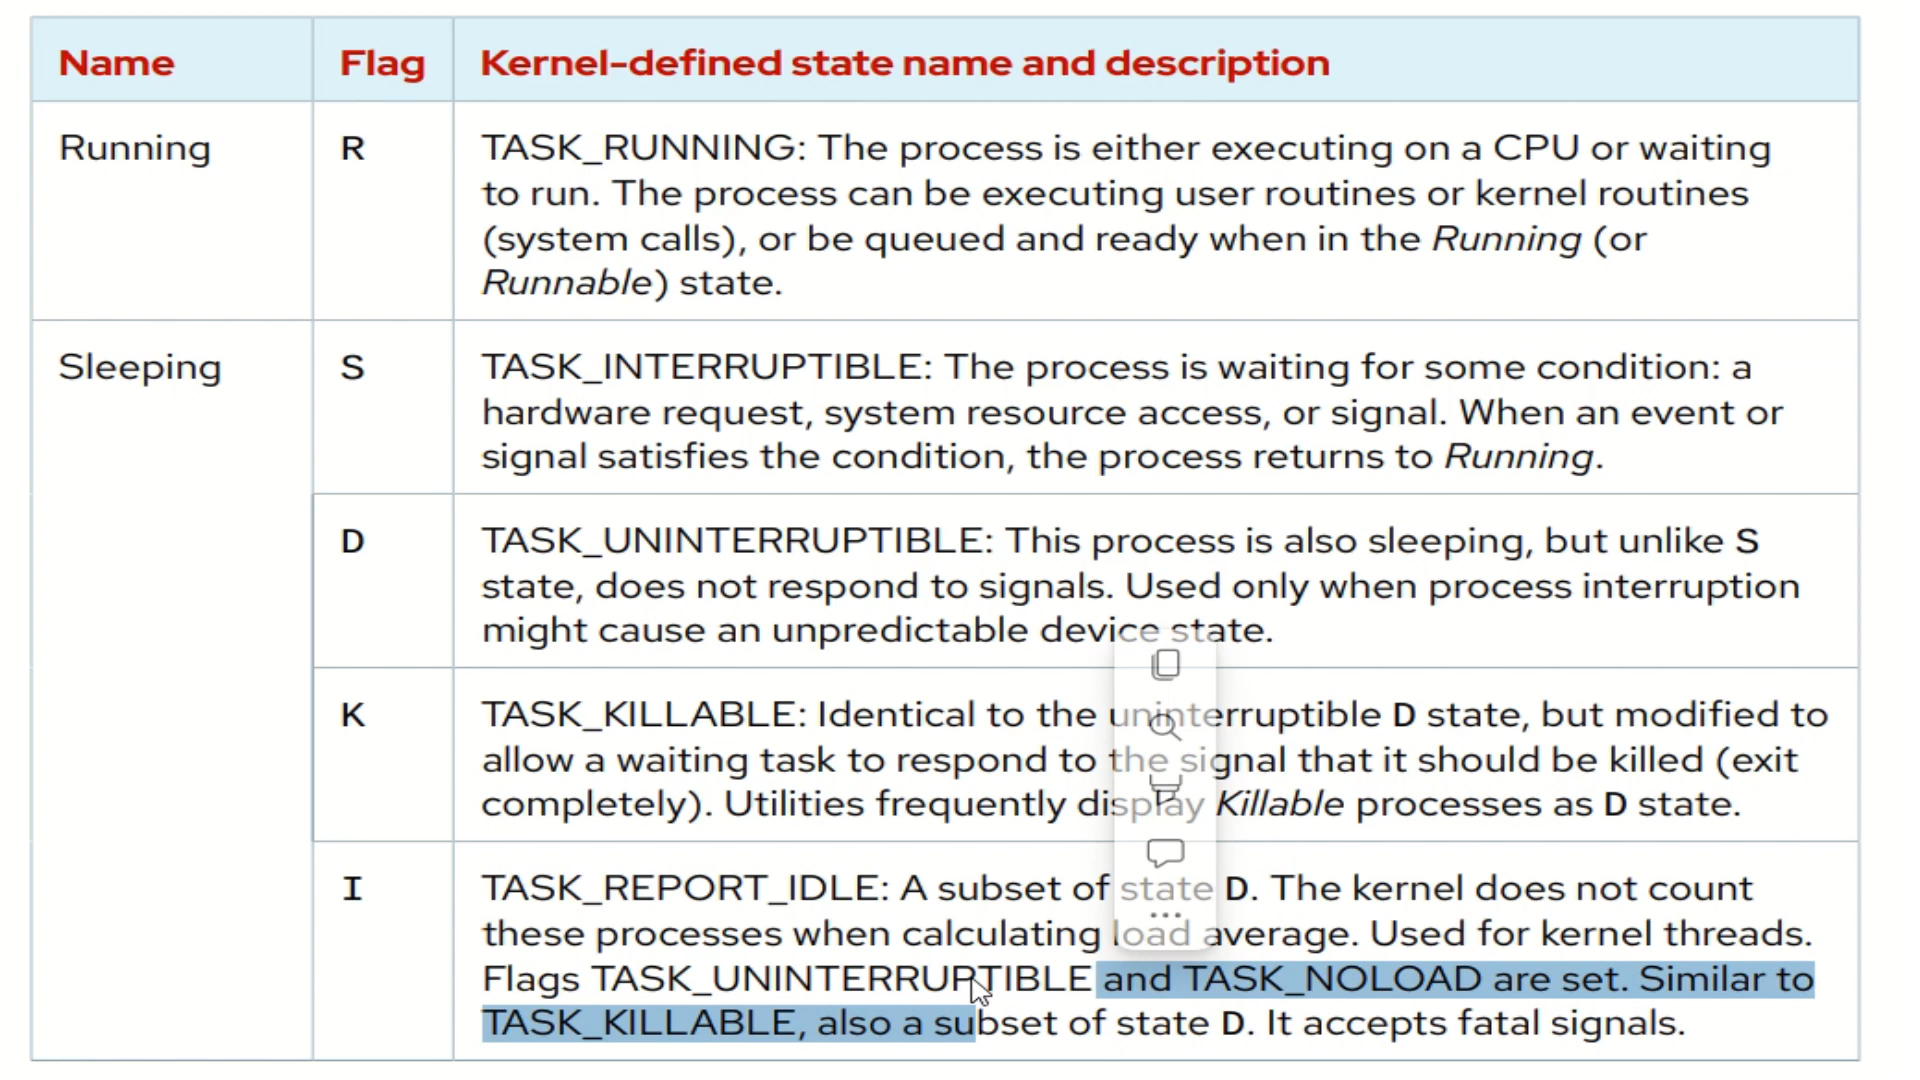 Name Flag Kernel-defined state name and description
Running R TASK_RUNNING: The process is either executing on a CPU or waiting
to run. The process can be executing user routines or kernel routines
(system calls), or be queued and ready when in the Running (or
Runnable) state.
Sleeping S TASK_INTERRUPTIBLE: The process is waiting for some condition: a
hardware request, system resource access, or signal. When an event or
signal satisfies the condition, the process returns to Running.
D TASK_UNINTERRUPTIBLE: This process is also sleeping, but unlike S
state, does not respond to signals. Used only when process interruption
might cause an unpredictable device state.
K TASK_KILLABLE: Identical to the uninterruptible D state, but modified to
allow a waiting task to respond to the signal that it should be killed (exit
completely). Utilities frequently display Killable processes as D state.
I TASK_REPORT_IDLE: A subset of state D. The kernel does not count
these processes when calculating load average. Used for kernel threads.
Flags TASK_UNINTERRUPTIBLE and TASK_NOLOAD are set. Similar to
TASK_KILLABLE, also a subset of state D. It accepts fatal signals.